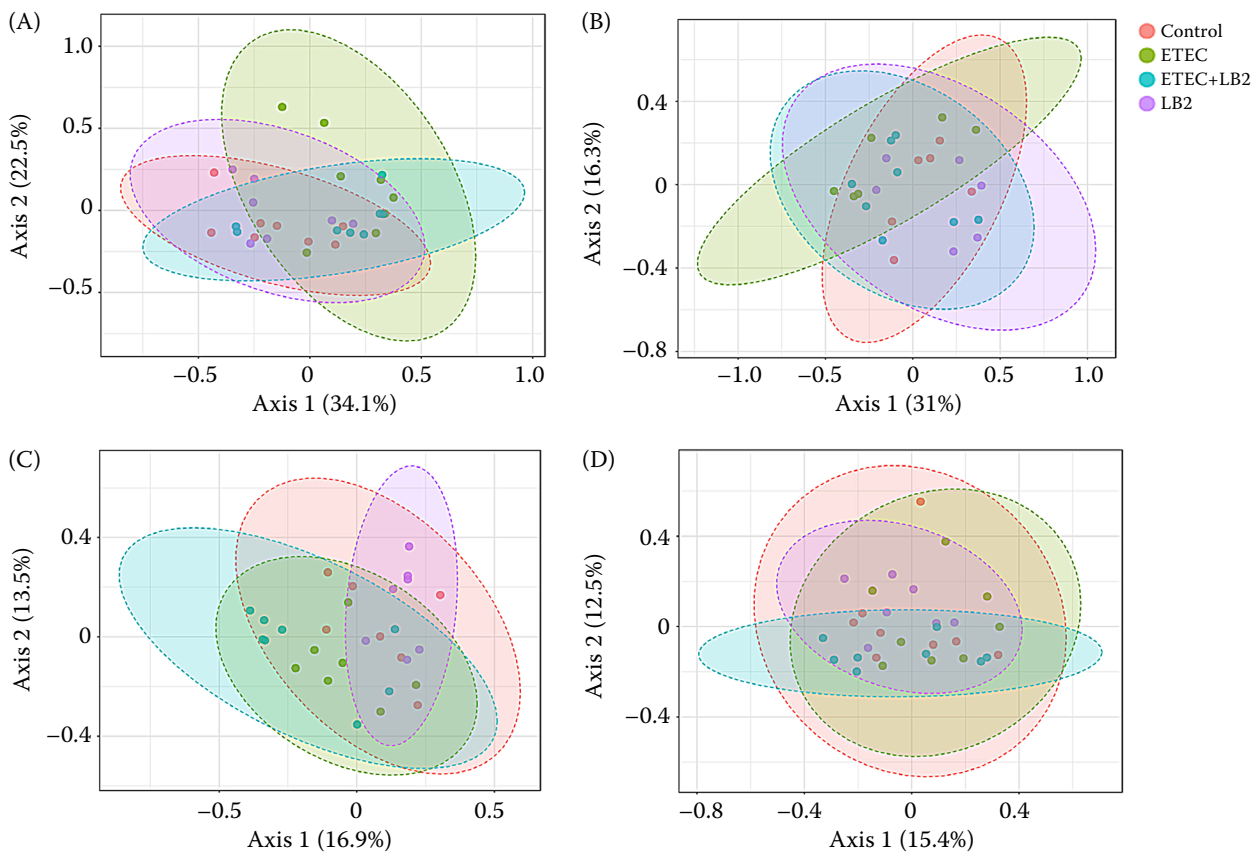 (A)
1.0
0.5
0
−0.5
Axis 2 (22.5%)
−0.5
0
0.5
1.0
Axis 1 (34.1%)
(B)
0.4
0
−0.4
−0.8
Axis 2 (16.3%)
−1.0
−0.5
0
0.5
1.0
Axis 1 (31%)
Control
ETEC
ETEC+LB2
LB2
(C)
0.4
0
−0.4
Axis 2 (13.5%)
−0.5
0
0.5
Axis 1 (16.9%)
(D)
0.4
0
−0.4
Axis 2 (12.5%)
−0.8
−0.4
0
0.4
Axis 1 (15.4%)